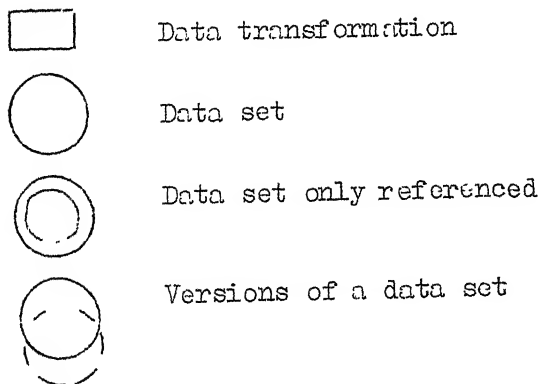 Data transformation
Data set
Data set only referenced
Versions of a data set